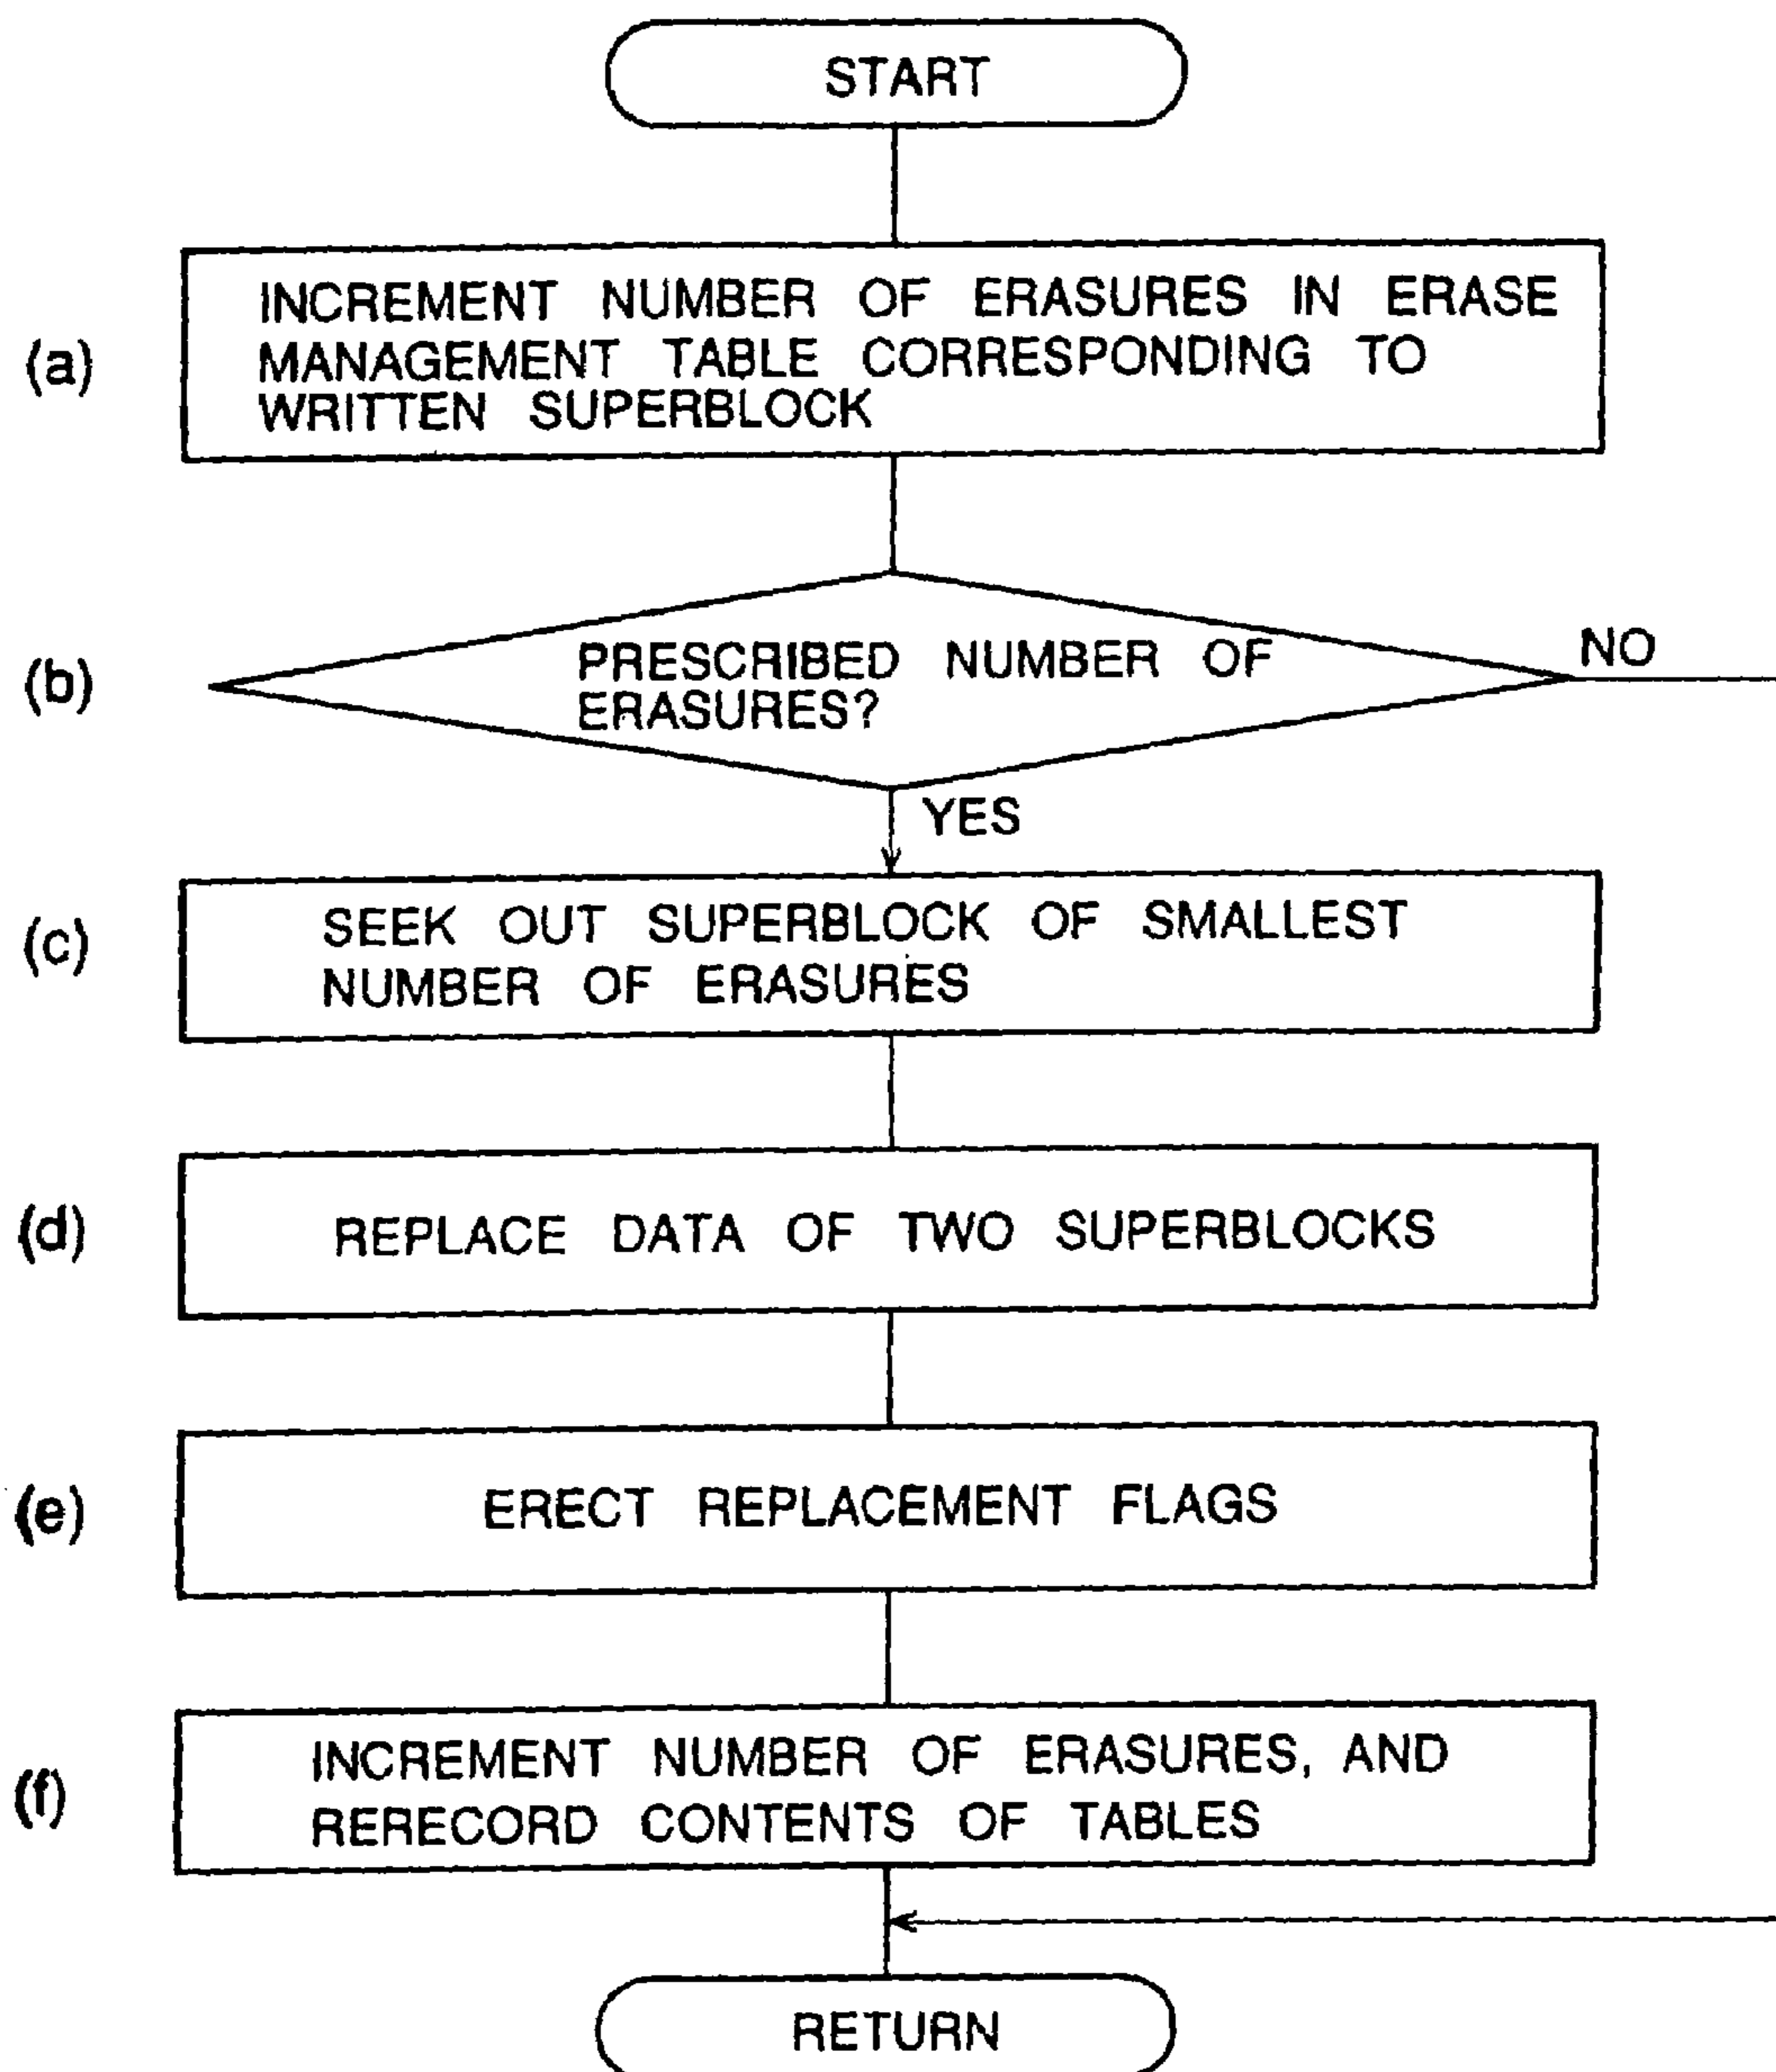 START
(a)
INCREMENT NUMBER OF ERASURES IN ERASE
MANAGEMENT TABLE CORRESPONDING TO
WRITTEN SUPERBLOCK
(b)
PRESCRIBED NUMBER OF
ERASURES?
NO
YES
(c)
SEEK OUT SUPERBLOCK OF SMALLEST
NUMBER OF ERASURES
(d)
REPLACE DATA OF TWO SUPERBLOCKS
(e)
ERECT REPLACEMENT FLAGS
(f)
INCREMENT NUMBER OF ERASURES, AND
RERECORD CONTENTS OF TABLES
RETURN